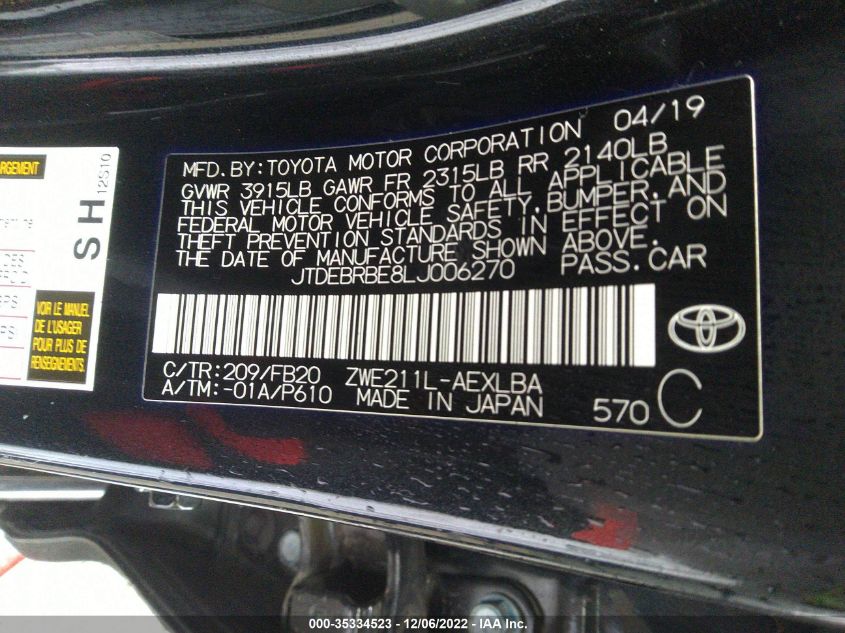 MFD.BY:TOYOTA MOTOR CORPORATION 04/19
GVWR 3915LB GAWR FR 2315LB RR 2140LB
THIS VEHICLE CONFORMS TO ALL APPLICABLE
FEDERAL MOTOR VEHICLE SAFETY,BUMPER,AND
THEFT PREVENTION STANDARDS IN EFFECT ON
THE DATE OF MANUFACTURE SHOWN ABOVE.
JTDEBRBE8LJ006270 PASS.CAR
C/TR:209/FB20 ZWE211L-AEXLBA
A/TM:-01A/P610 MADE IN JAPAN 570 C
SH 12S10
VOIR LE MANUEL
DE L'USAGER
POUR PLUS DE
RENSEIGNEMENTS
000-35334523 - 12/06/2022 - IAA Inc.